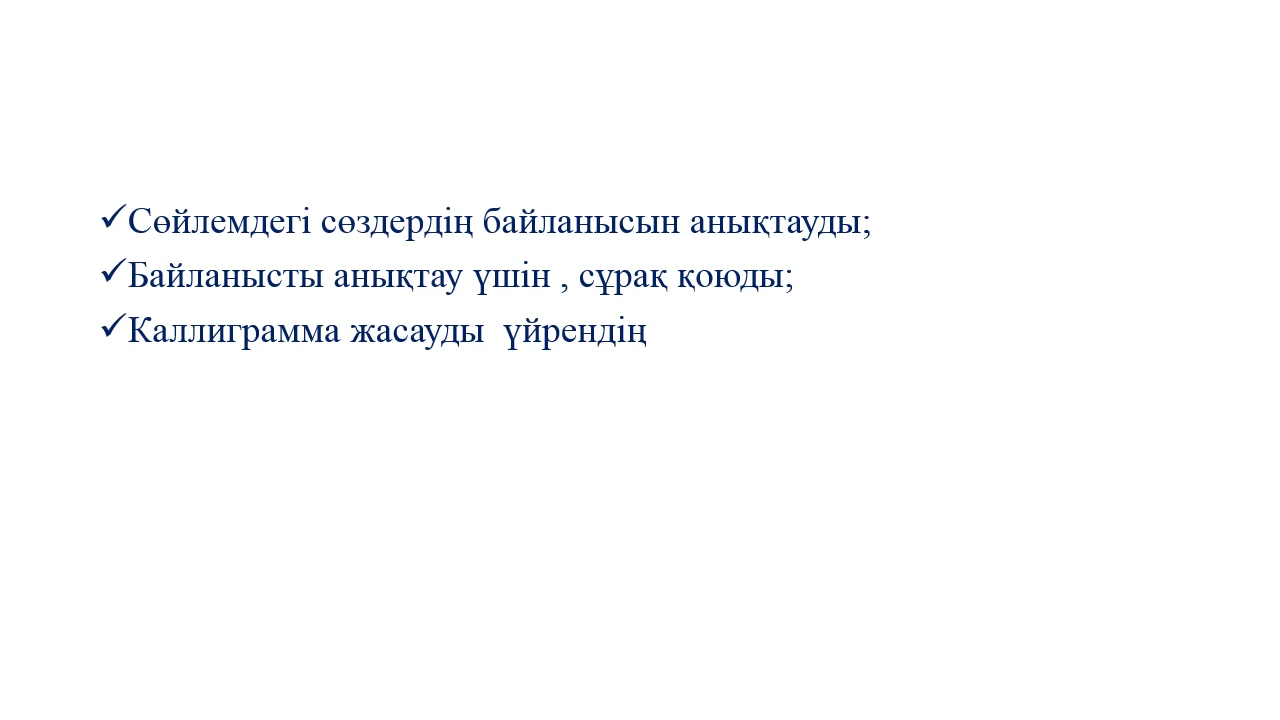 ✓Сөйлемдегі сөздердің байланысын анықтауды;
✓Байланысты анықтау үшін , сұрақ қоюды;
✓Каллиграмма жасауды  үйрендің